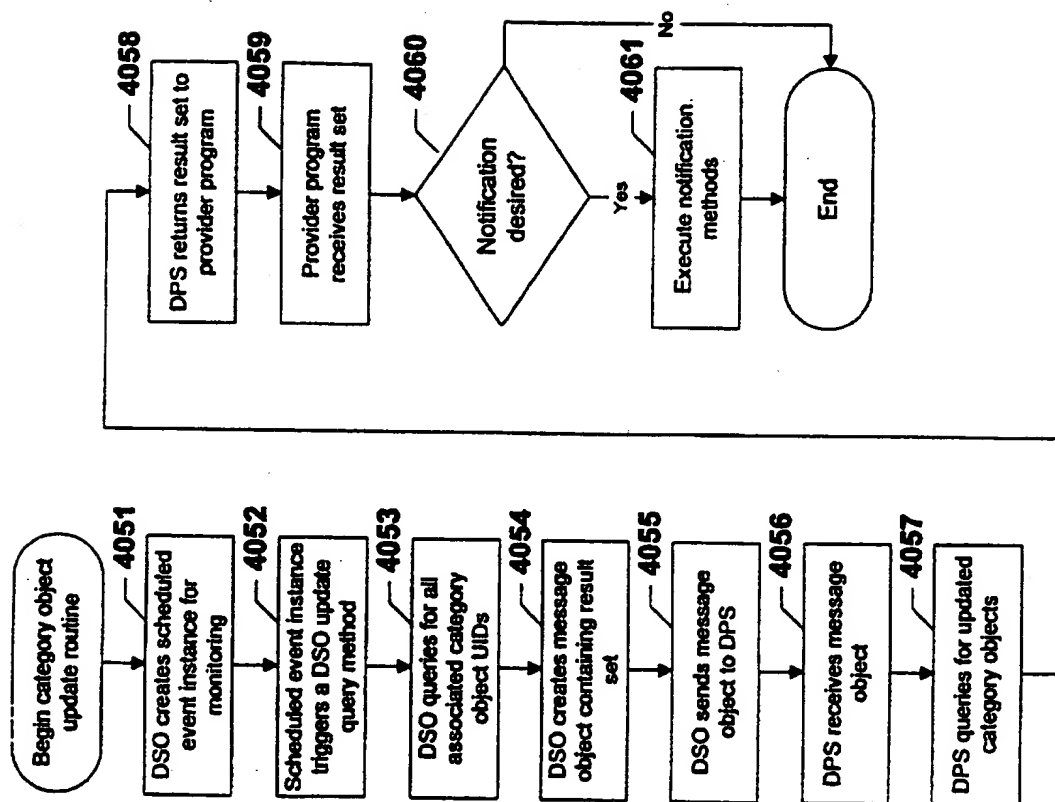 Begin category object
update routine
4051
DSO creates scheduled
event instance for
monitoring
4052
Scheduled event instance
triggers a DSO update
query method
4053
DSO queries for all
associated category
object UIDs
4054
DSO creates message
object containing result
set
4055
DSO sends message
object to DPS
4056
DPS receives message
object
4057
DPS queries for updated
category objects
4058
DPS returns result set to
provider program
4059
Provider program
receives result set
4060
Notification
desired?
No
Yes
4061
Execute notification
methods
End